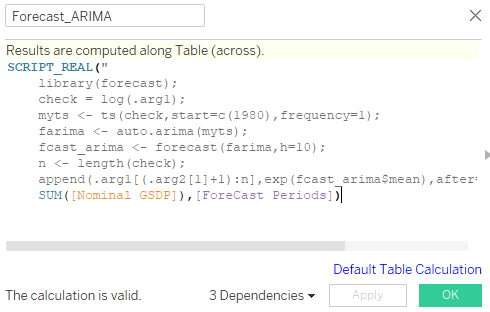 Forecast_ARIMA
Results are computed along Table (across).
SCRIPT_REAL("
library(forecast);
check = log(.arg1);
myts <- ts(check,start=c(1980),frequency=1);
farima <- auto.arima(myts);
fcast_arima <- forecast(farima,h=10);
n <- length(check);
append(.arg1[(.arg2[1]+1):n],exp(fcast_arima$mean),after=
SUM([Nominal GSDP]),[ForeCast Periods])
Default Table Calculation
The calculation is valid. 3 Dependencies Apply OK